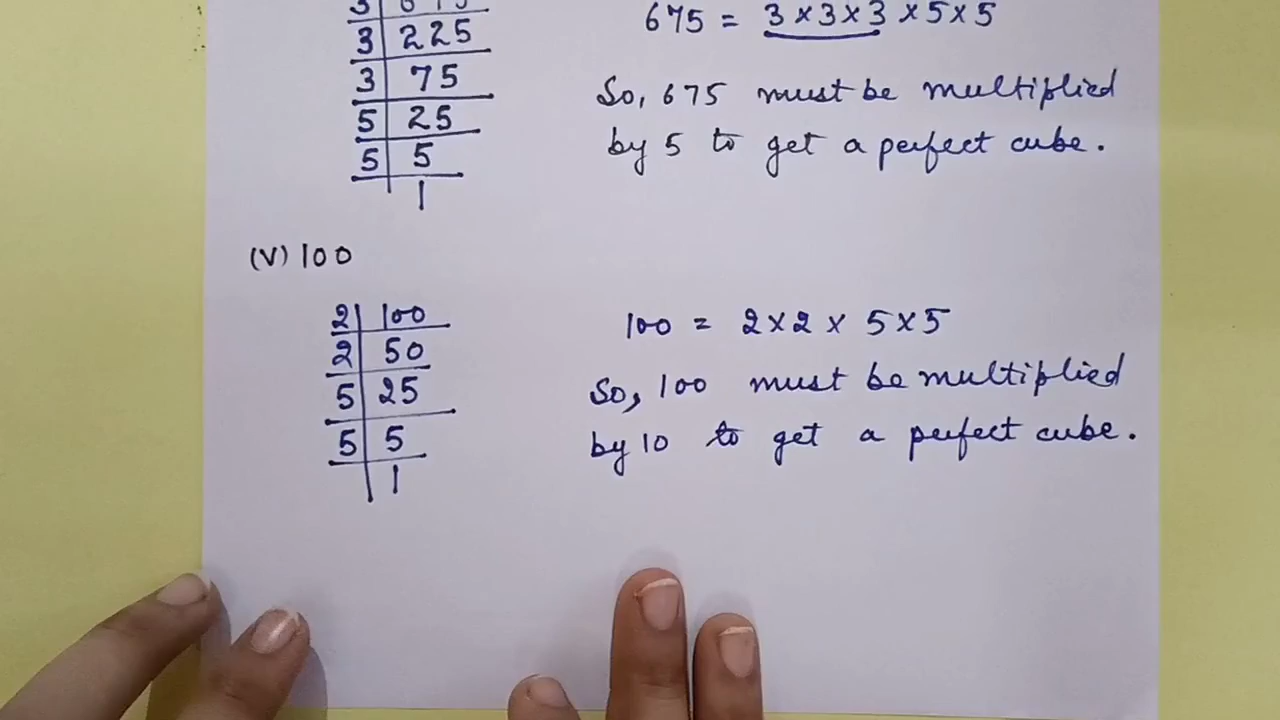 3 | 675
3 | 225
3 | 75
5 | 25
5 | 5
1
675 = 3 × 3 × 3 × 5 × 5
So, 675 must be multiplied
by 5 to get a perfect cube.
(V) 100
2 | 100
2 | 50
5 | 25
5 | 5
1
100 = 2 × 2 × 5 × 5
So, 100 must be multiplied
by 10 to get a perfect cube.